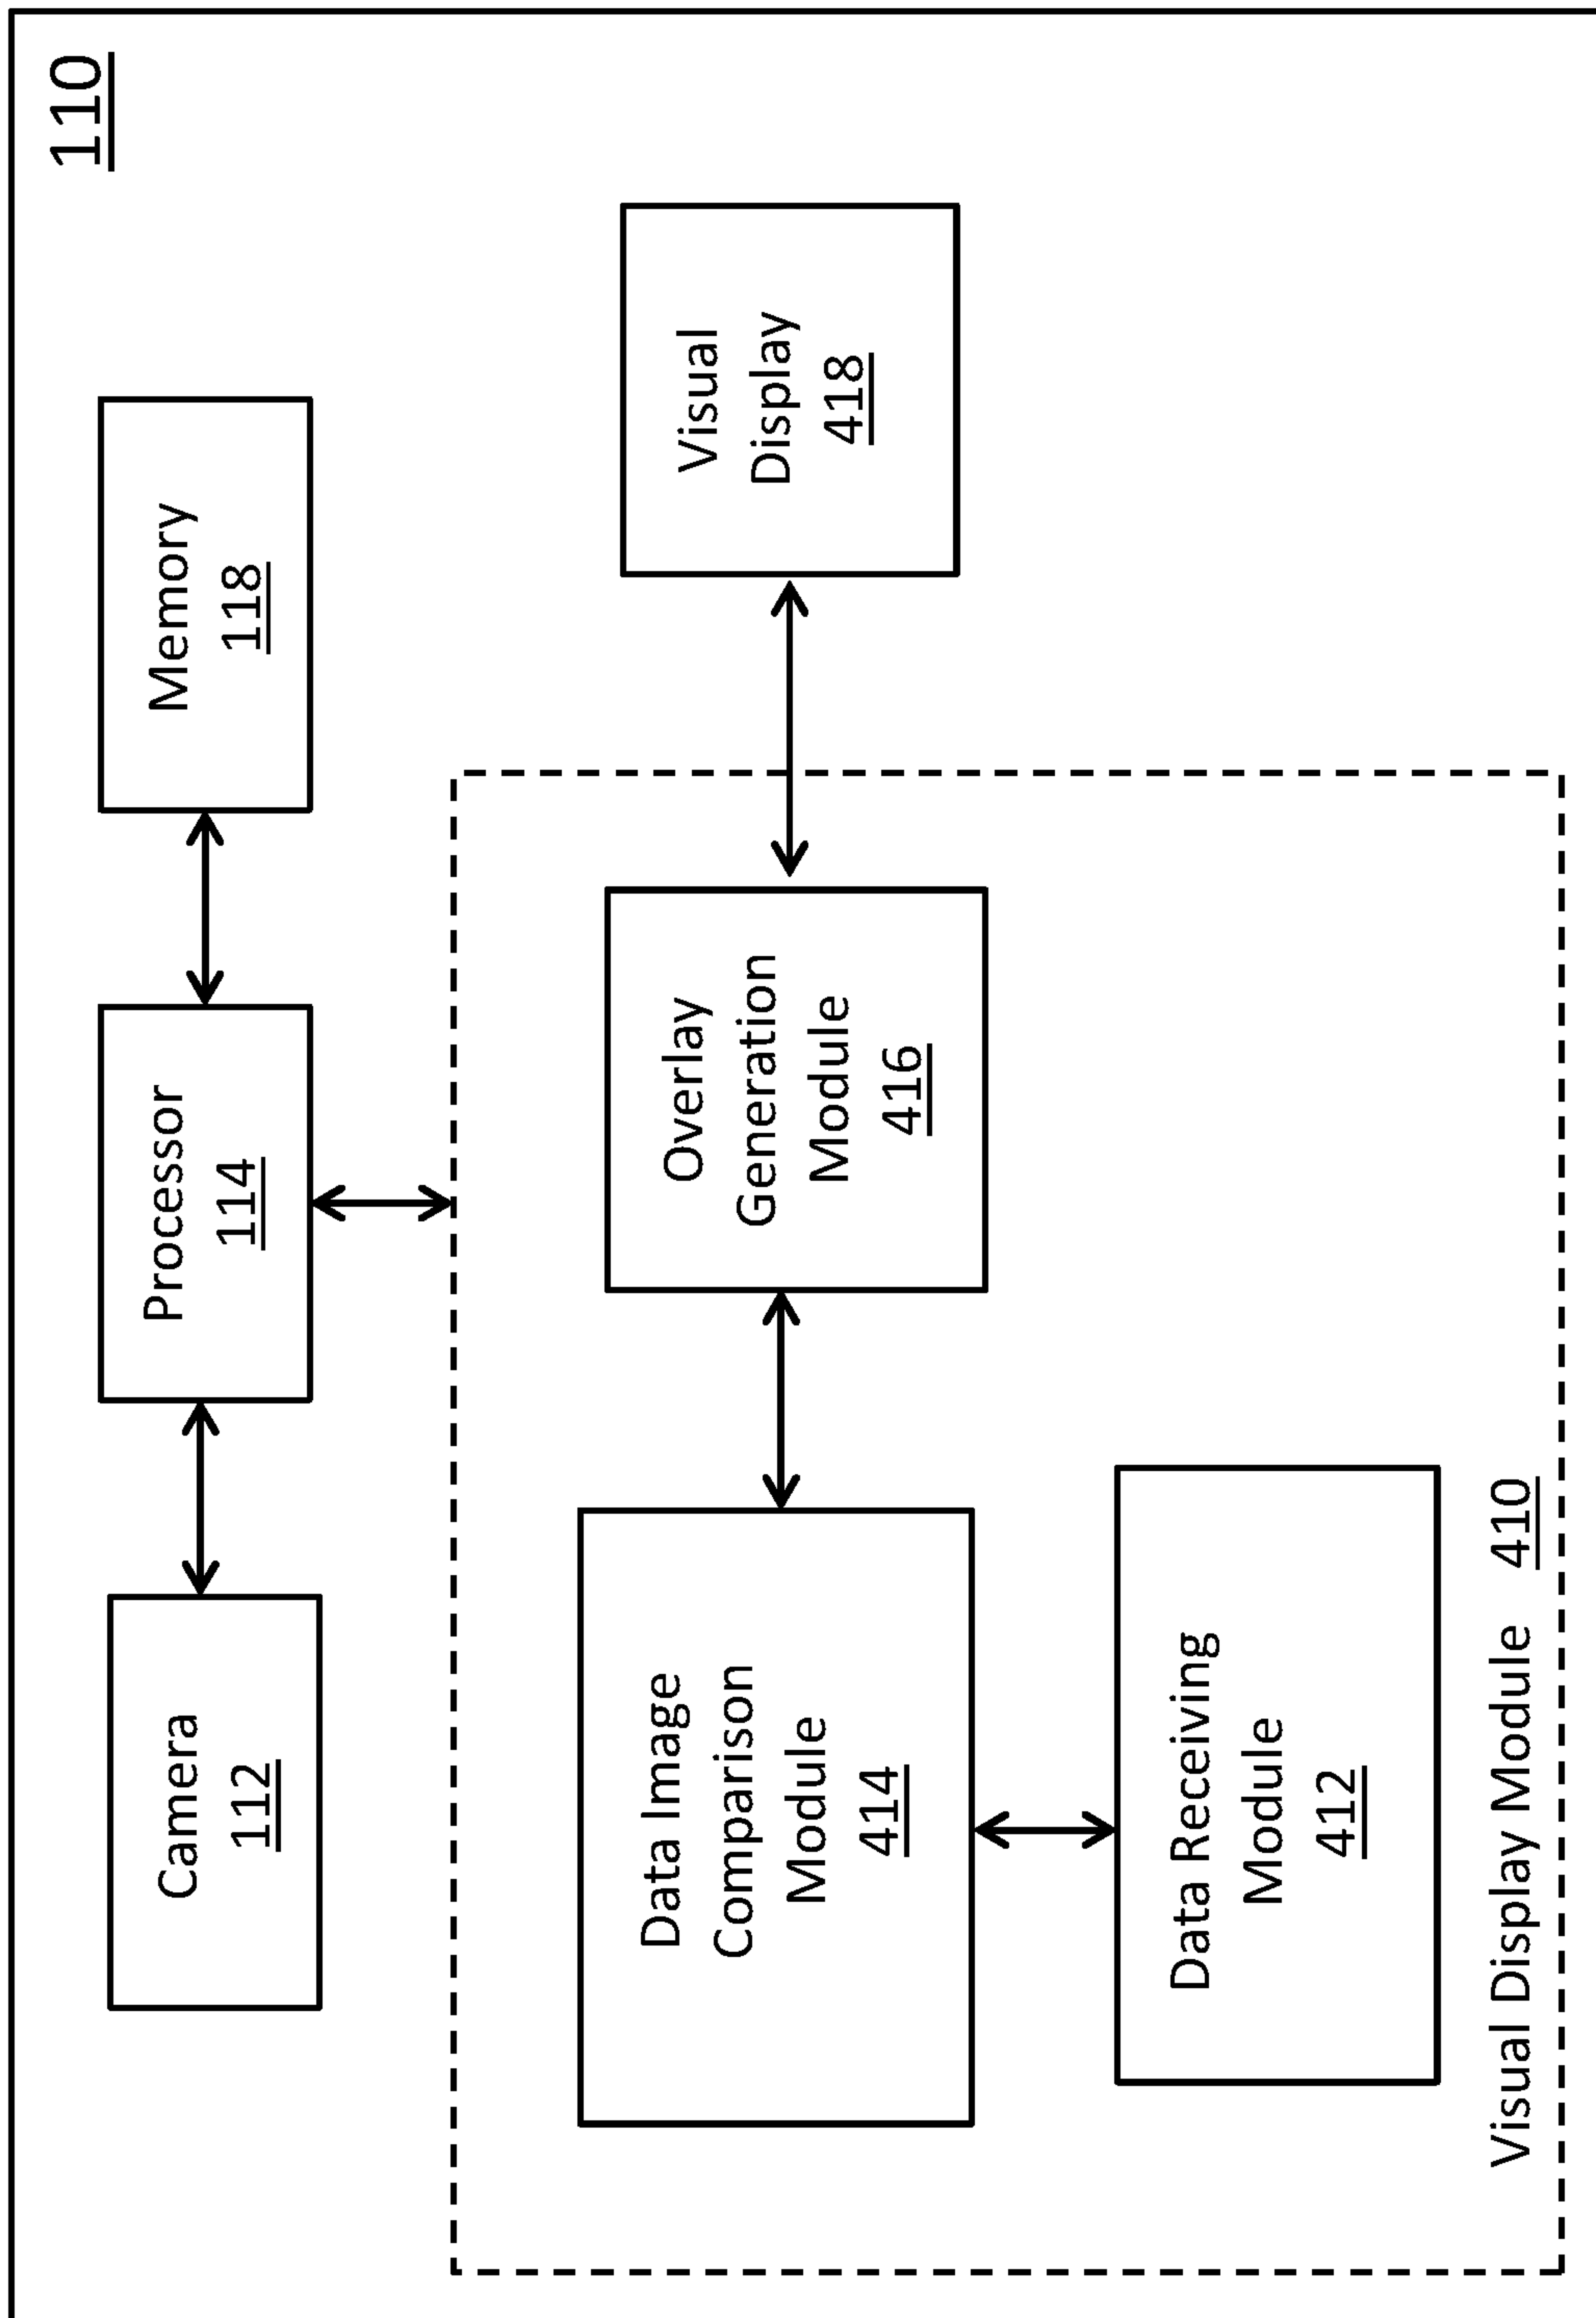 110
Camera
112
Processor
114
Memory
118
Data Image
Comparison
Module
414
Overlay
Generation
Module
416
Visual
Display
418
Data Receiving
Module
412
Visual Display Module 410